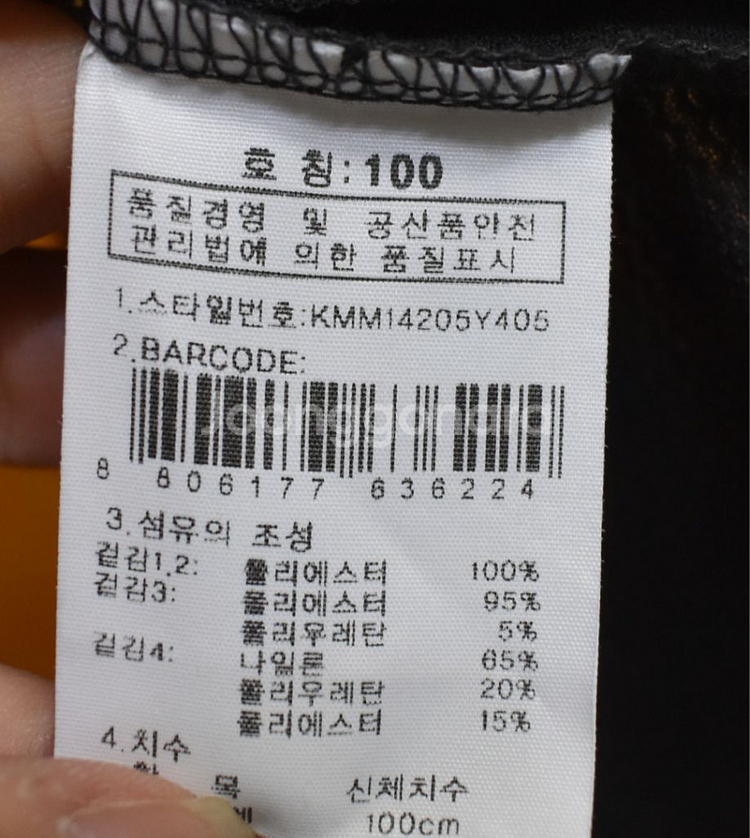 호 칭:100
품질경영 및 공산품안전
관리법에 의한 품질표시
1.스타일번호:KMM14205Y405
2.BARCODE:
joonggonara
8 806177 636224
3.섬유의 조성
겉감1,2: 폴리에스터 100%
겉감3: 폴리에스터 95%
폴리우레탄 5%
겉감4: 나일론 65%
폴리우레탄 20%
폴리에스터 15%
4.치수
항 목 신체치수
100cm